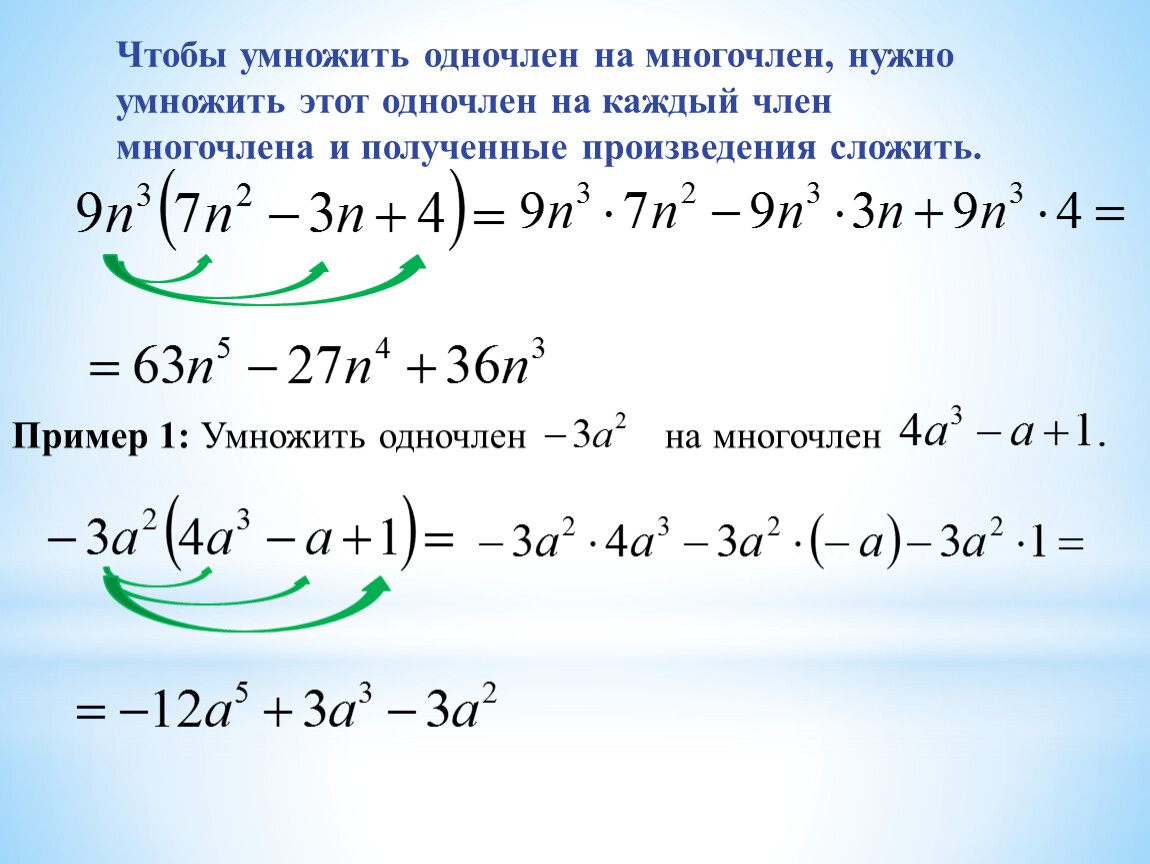 Чтобы умножить одночлен на многочлен, нужно
умножить этот одночлен на каждый член
многочлена и полученные произведения сложить.
9n³(7n² − 3n + 4) = 9n³ · 7n² − 9n³ · 3n + 9n³ · 4 =
= 63n⁵ − 27n⁴ + 36n³
Пример 1: Умножить одночлен −3a² на многочлен 4a³ − a + 1.
−3a²(4a³ − a + 1) = −3a² · 4a³ − 3a² · (−a) − 3a² · 1 =
= −12a⁵ + 3a³ − 3a²